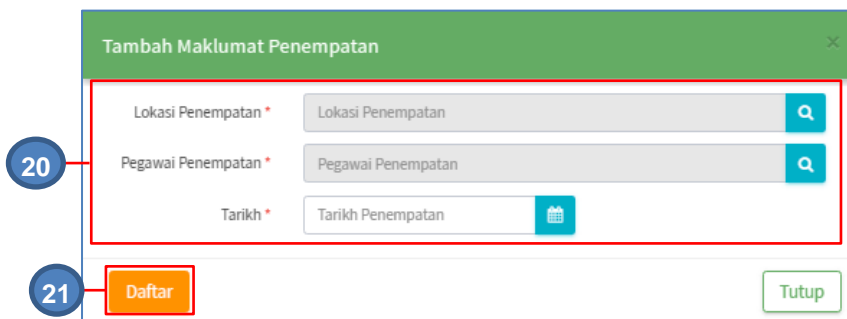 Tambah Maklumat Penempatan ×
Lokasi Penempatan * Lokasi Penempatan
20 Pegawai Penempatan * Pegawai Penempatan
Tarikh * Tarikh Penempatan
21 Daftar Tutup